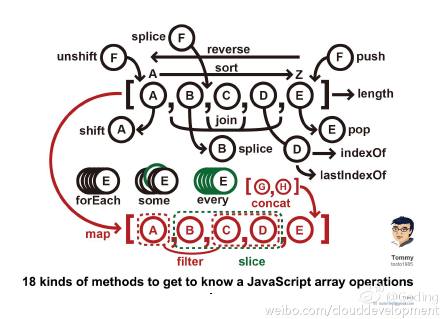 splice F
unshift F reverse F push
A sort Z
[ A , B , C , D , E ] length
join
shift A B splice E pop
D indexOf
lastIndexOf
E E E [ G , H ]
forEach some every concat
map [ A , B , C , D , E ]
filter slice
Tommy
18 kinds of methods to get to know a JavaScript array operations
weibo.com/clouddevelopment